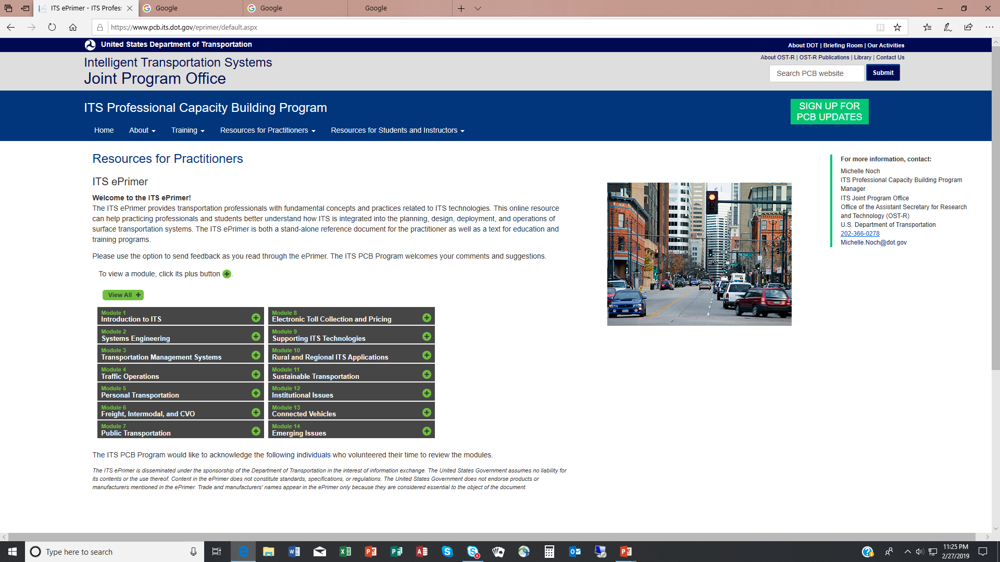 ITS ePrimer - ITS Profes:
Google
Google
Google
https://www.pcb.its.dot.gov/eprimer/default.aspx
United States Department of Transportation
About DOT | Briefing Room | Our Activities
Intelligent Transportation Systems
Joint Program Office
About OST-R | OST-R Publications | Library | Contact Us
Search PCB website
Submit
ITS Professional Capacity Building Program
SIGN UP FOR
PCB UPDATES
Home
About
Training
Resources for Practitioners
Resources for Students and Instructors
Resources for Practitioners
ITS ePrimer
Welcome to the ITS ePrimer!
The ITS ePrimer provides transportation professionals with fundamental concepts and practices related to ITS technologies. This online resource
can help practicing professionals and students better understand how ITS is integrated into the planning, design, deployment, and operations of
surface transportation systems. The ITS ePrimer is both a stand-alone reference document for the practitioner as well as a text for education and
training programs.
Please use the option to send feedback as you read through the ePrimer. The ITS PCB Program welcomes your comments and suggestions.
To view a module, click its plus button .
View All +
Module 1
Introduction to ITS
Module 2
Systems Engineering
Module 3
Transportation Management Systems
Module 4
Traffic Operations
Module 5
Personal Transportation
Module 6
Freight, Intermodal, and CVO
Module 7
Public Transportation
Module 8
Electronic Toll Collection and Pricing
Module 9
Supporting ITS Technologies
Module 10
Rural and Regional ITS Applications
Module 11
Sustainable Transportation
Module 12
Institutional Issues
Module 13
Connected Vehicles
Module 14
Emerging Issues
The ITS PCB Program would like to acknowledge the following individuals who volunteered their time to review the modules.
The ITS ePrimer is disseminated under the sponsorship of the Department of Transportation in the interest of information exchange. The United States Government assumes no liability for
its contents or the use thereof. Content in the ePrimer does not constitute standards, specifications, or regulations. The United States Government does not endorse products or
manufacturers mentioned in the ePrimer. Trade and manufacturers' names appear in the ePrimer only because they are considered essential to the object of the document.
For more information, contact:
Michelle Noch
ITS Professional Capacity Building Program
Manager
ITS Joint Program Office
Office of the Assistant Secretary for Research
and Technology (OST-R)
U.S. Department of Transportation
202-366-0278
Michelle.Noch@dot.gov
Type here to search
11:25 PM
2/27/2019